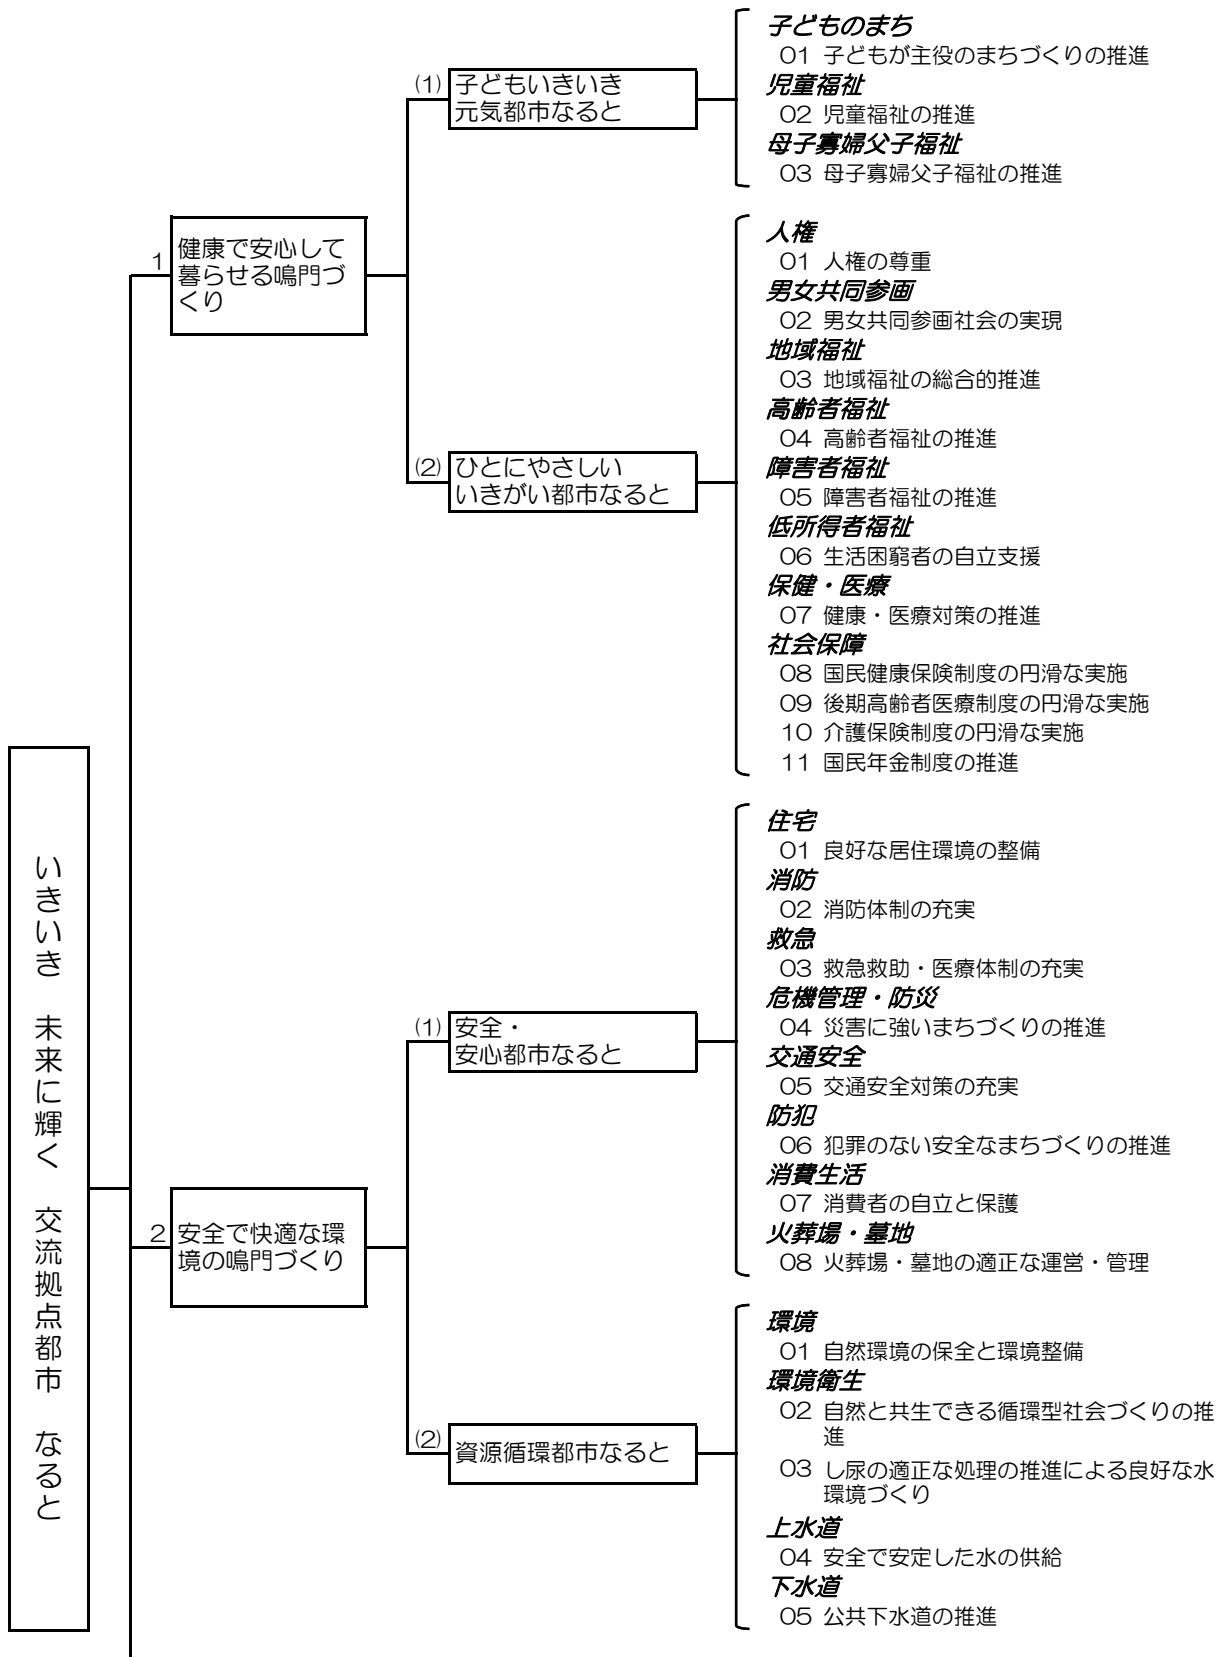 いきいき　未来に輝く　交流拠点都市　なると
1
健康で安心して
暮らせる鳴門づ
くり
(1)
子どもいきいき
元気都市なると
子どものまち
01 子どもが主役のまちづくりの推進
児童福祉
02 児童福祉の推進
母子寡婦父子福祉
03 母子寡婦父子福祉の推進
(2)
ひとにやさしい
いきがい都市なると
人権
01 人権の尊重
男女共同参画
02 男女共同参画社会の実現
地域福祉
03 地域福祉の総合的推進
高齢者福祉
04 高齢者福祉の推進
障害者福祉
05 障害者福祉の推進
低所得者福祉
06 生活困窮者の自立支援
保健・医療
07 健康・医療対策の推進
社会保障
08 国民健康保険制度の円滑な実施
09 後期高齢者医療制度の円滑な実施
10 介護保険制度の円滑な実施
11 国民年金制度の推進
2
安全で快適な環
境の鳴門づくり
(1)
安全・
安心都市なると
住宅
01 良好な居住環境の整備
消防
02 消防体制の充実
救急
03 救急救助・医療体制の充実
危機管理・防災
04 災害に強いまちづくりの推進
交通安全
05 交通安全対策の充実
防犯
06 犯罪のない安全なまちづくりの推進
消費生活
07 消費者の自立と保護
火葬場・墓地
08 火葬場・墓地の適正な運営・管理
(2)
資源循環都市なると
環境
01 自然環境の保全と環境整備
環境衛生
02 自然と共生できる循環型社会づくりの推
進
03 し尿の適正な処理の推進による良好な水
環境づくり
上水道
04 安全で安定した水の供給
下水道
05 公共下水道の推進